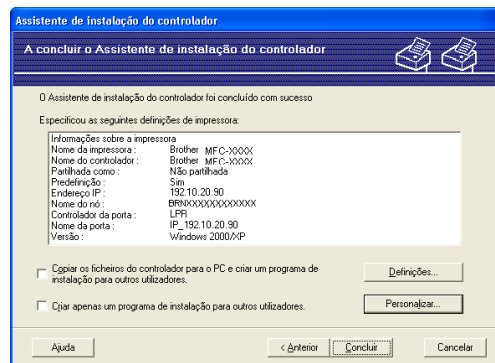 Assistente de instalação do controlador
A concluir o Assistente de instalação do controlador
O Assistente de instalação do controlador foi concluído com sucesso
Especificou as seguintes definições de impressora:
Informações sobre a impressora
Nome da impressora : Brother MFC-XXXX
Nome do controlador : Brother MFC-XXXX
Partilhada como : Não partilhada
Predefinição : Sim
Endereço IP : 192.10.20.90
Nome do nó : BRNXXXXXXXXXXXX
Controlador da porta : LPR
Nome da porta : IP_192.10.20.90
Versão : Windows 2000/XP
Copiar os ficheiros do controlador para o PC e criar um programa de
instalação para outros utilizadores.
Definições...
Criar apenas um programa de instalação para outros utilizadores.
Personalizar...
Ajuda
< Anterior
Concluir
Cancelar